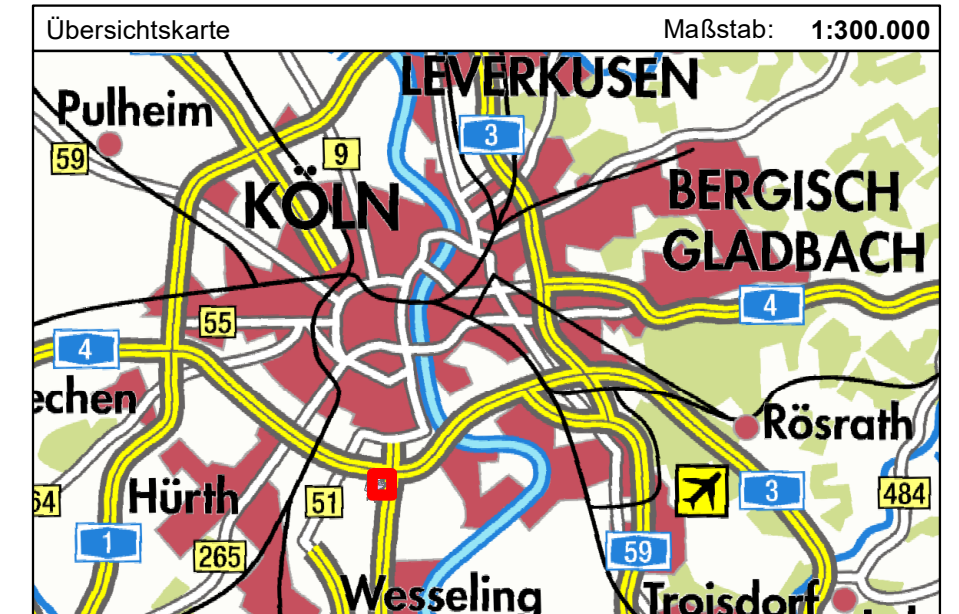 Übersichtskarte Maßstab: 1:300.000
LEVERKUSEN
Pulheim
3
59
9
KÖLN
BERGISCH
GLADBACH
4
55
4
echen
Rösrath
Hürth
51
3
484
64
1
265
59
Wesseling
Troisdorf